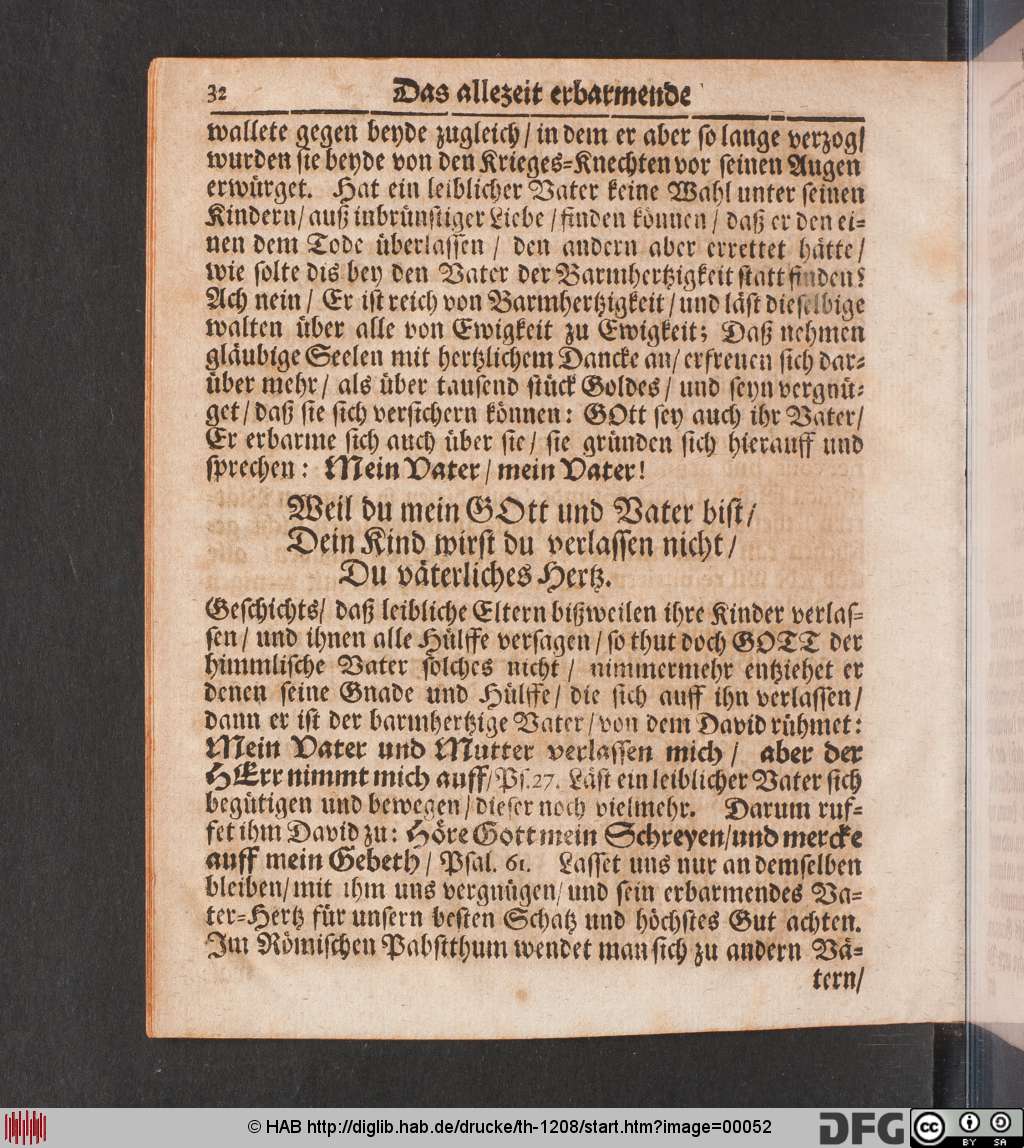 32 Das allezeit erbarmende
wallete gegen beyde zugleich/ in dem er aber so lange verzog/
wurden sie beyde von den Krieges-Knechten vor seinen Augen
erwürget. Hat ein leiblicher Vater keine Wahl unter seinen
Kindern/ auß inbrünstiger Liebe/ finden können/ daß er den ei-
nen dem Tode überlassen/ den andern aber errettet hätte/
wie solte dis bey den Vater der Barmhertzigkeit statt finden?
Ach nein/ Er ist reich von Barmhertzigkeit/ und läst dieselbige
walten über alle von Ewigkeit zu Ewigkeit; Daß nehmen
gläubige Seelen mit hertzlichem Dancke an/ erfreuen sich dar-
über mehr/ als über tausend stück Goldes/ und seyn vergnü-
get/ daß sie sich versichern können: GOtt sey auch ihr Vater/
Er erbarme sich auch über sie/ sie gründen sich hierauff und
sprechen: Mein Vater/ mein Vater!
Weil du mein GOtt und Vater bist/
Dein Kind wirst du verlassen nicht/
Du väterliches Hertz.
Geschichts/ daß leibliche Eltern bißweilen ihre Kinder verlas-
sen/ und ihnen alle Hülffe versagen/ so thut doch GOTT der
himmlische Vater solches nicht/ nimmermehr entziehet er
denen seine Gnade und Hülffe/ die sich auff ihn verlassen/
dann er ist der barmhertzige Vater/ von dem David rühmet:
Mein Vater und Mutter verlassen mich/ aber der
HErr nimmt mich auff/ Ps. 27. Läst ein leiblicher Vater sich
begütigen und bewegen/ dieser noch vielmehr. Darum ruf-
fet ihm David zu: Höre Gott mein Schreyen/ und mercke
auff mein Gebeth/ Psal. 61. Lasset uns nur an demselben
bleiben/ mit ihm uns vergnügen/ und sein erbarmendes Va-
ter-Hertz für unsern besten Schatz und höchstes Gut achten.
Im Römischen Pabstthum wendet man sich zu andern Vä-
tern/
© HAB http://diglib.hab.de/drucke/th-1208/start.htm?image=00052
DFG
cc BY SA